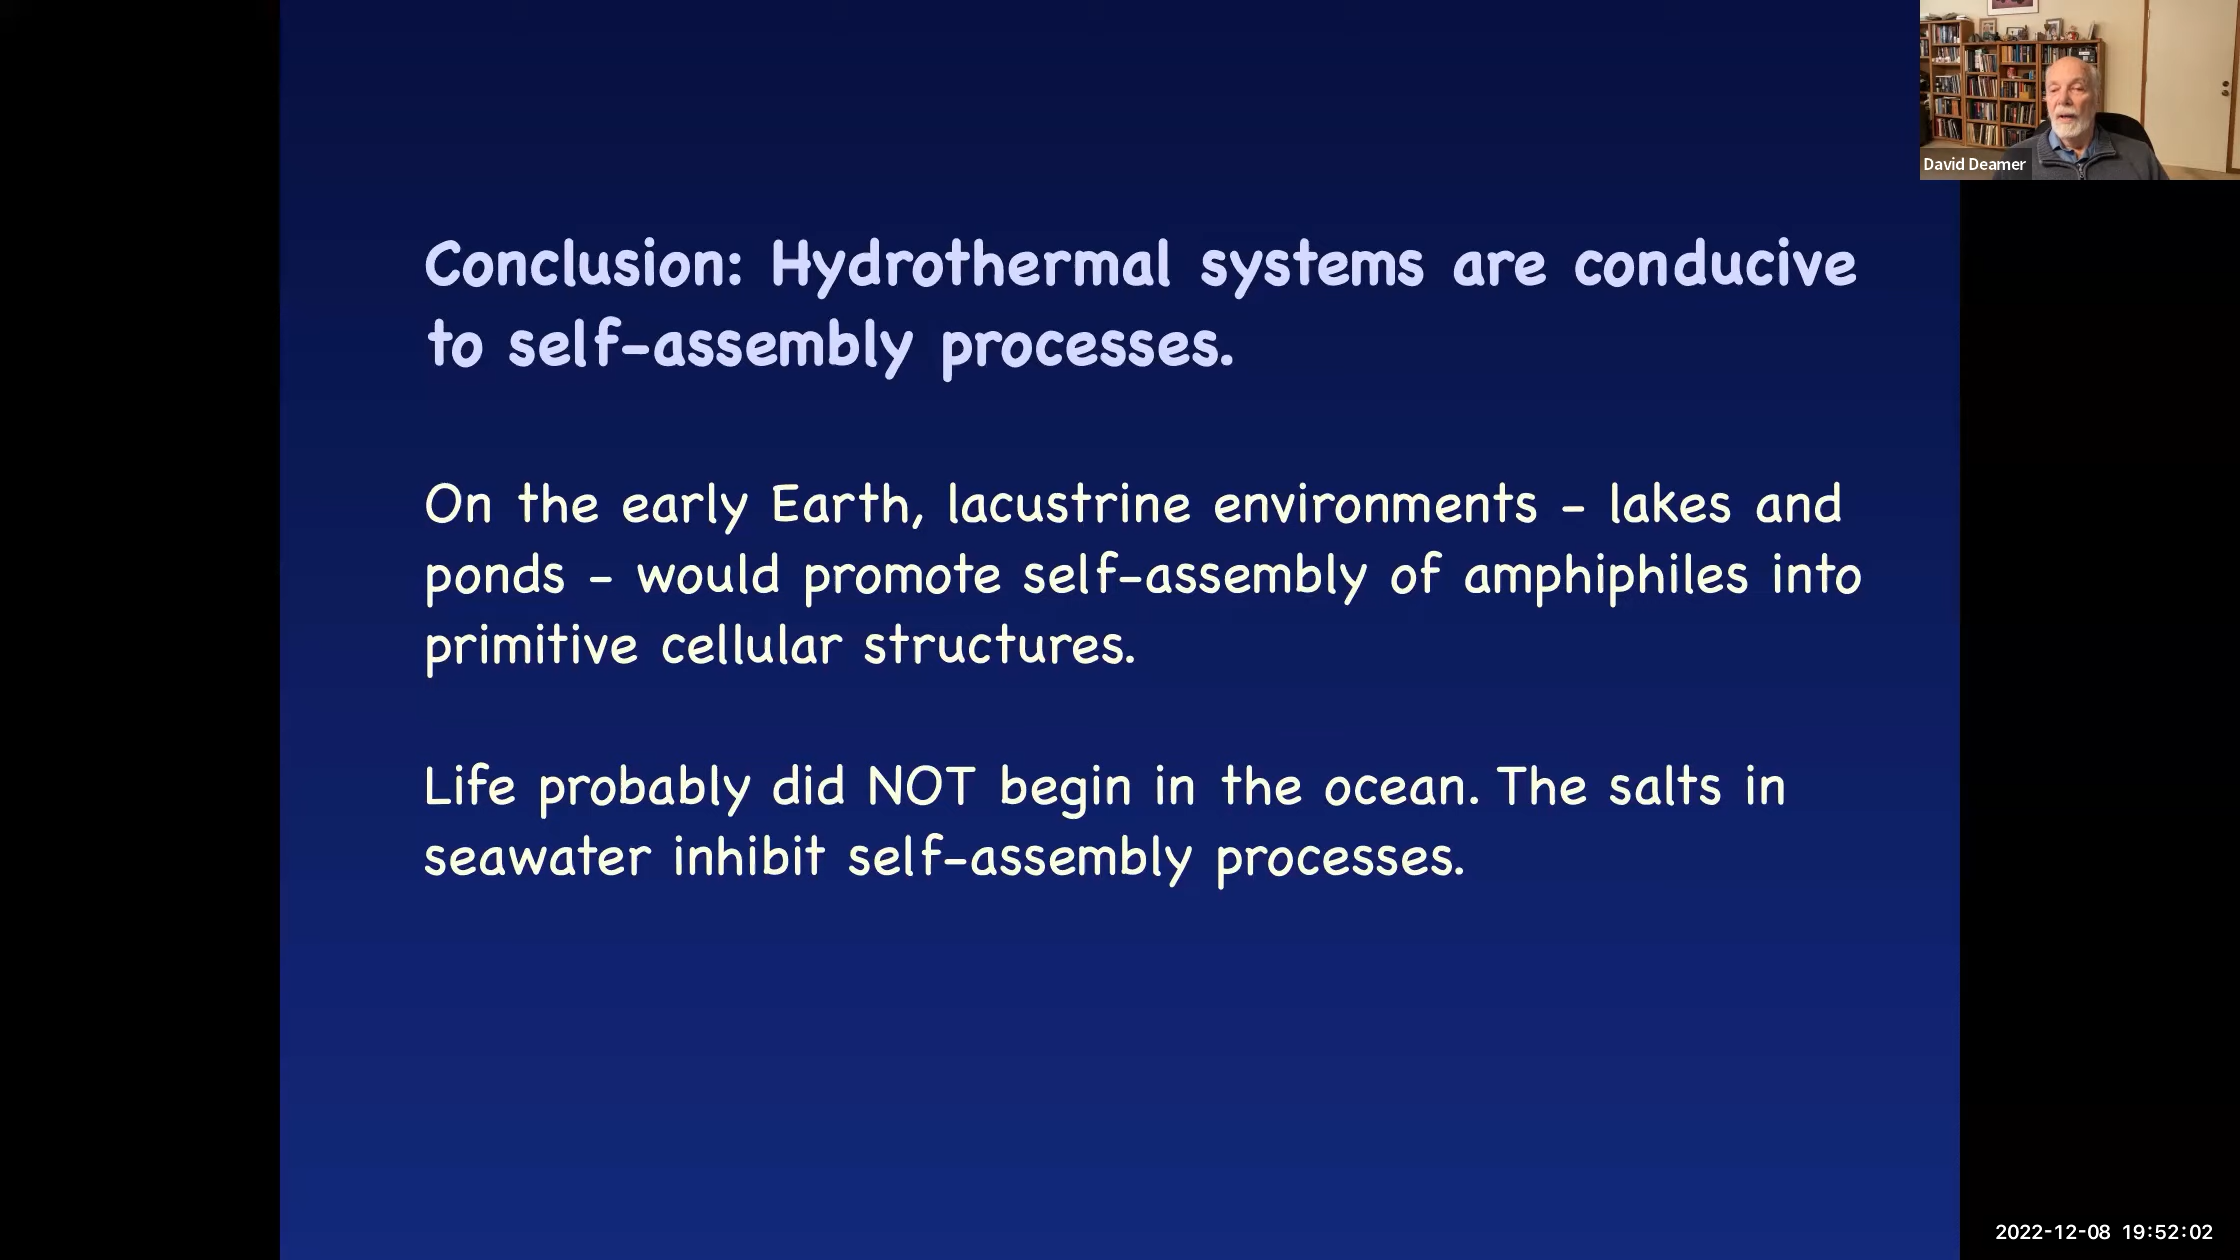 David Deamer
Conclusion: Hydrothermal systems are conducive
to self-assembly processes.
On the early Earth, lacustrine environments – lakes and
ponds – would promote self-assembly of amphiphiles into
primitive cellular structures.
Life probably did NOT begin in the ocean. The salts in
seawater inhibit self-assembly processes.
2022-12-08 19:52:02